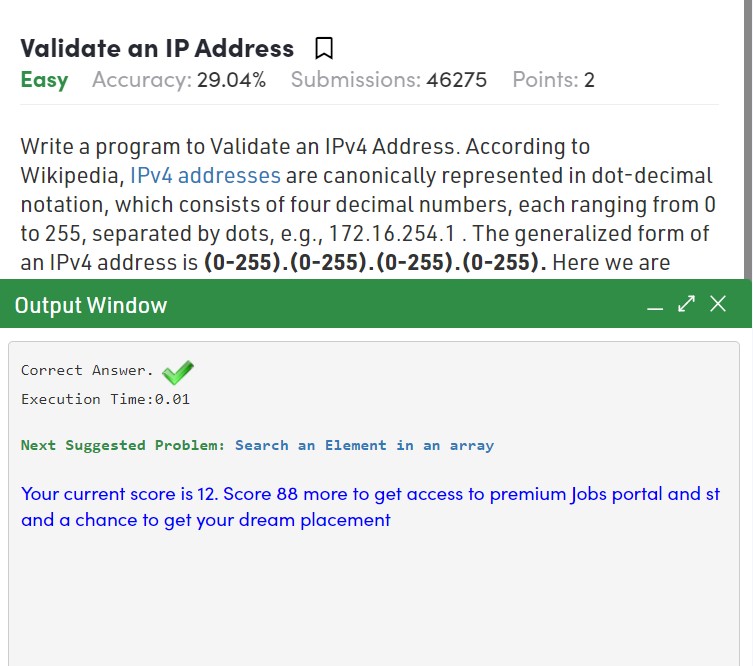 Validate an IP Address
Easy Accuracy: 29.04% Submissions: 46275 Points: 2
Write a program to Validate an IPv4 Address. According to
Wikipedia, IPv4 addresses are canonically represented in dot-decimal
notation, which consists of four decimal numbers, each ranging from 0
to 255, separated by dots, e.g., 172.16.254.1 . The generalized form of
an IPv4 address is (0-255).(0-255).(0-255).(0-255). Here we are
Output Window
Correct Answer.
Execution Time:0.01
Next Suggested Problem: Search an Element in an array
Your current score is 12. Score 88 more to get access to premium Jobs portal and st
and a chance to get your dream placement